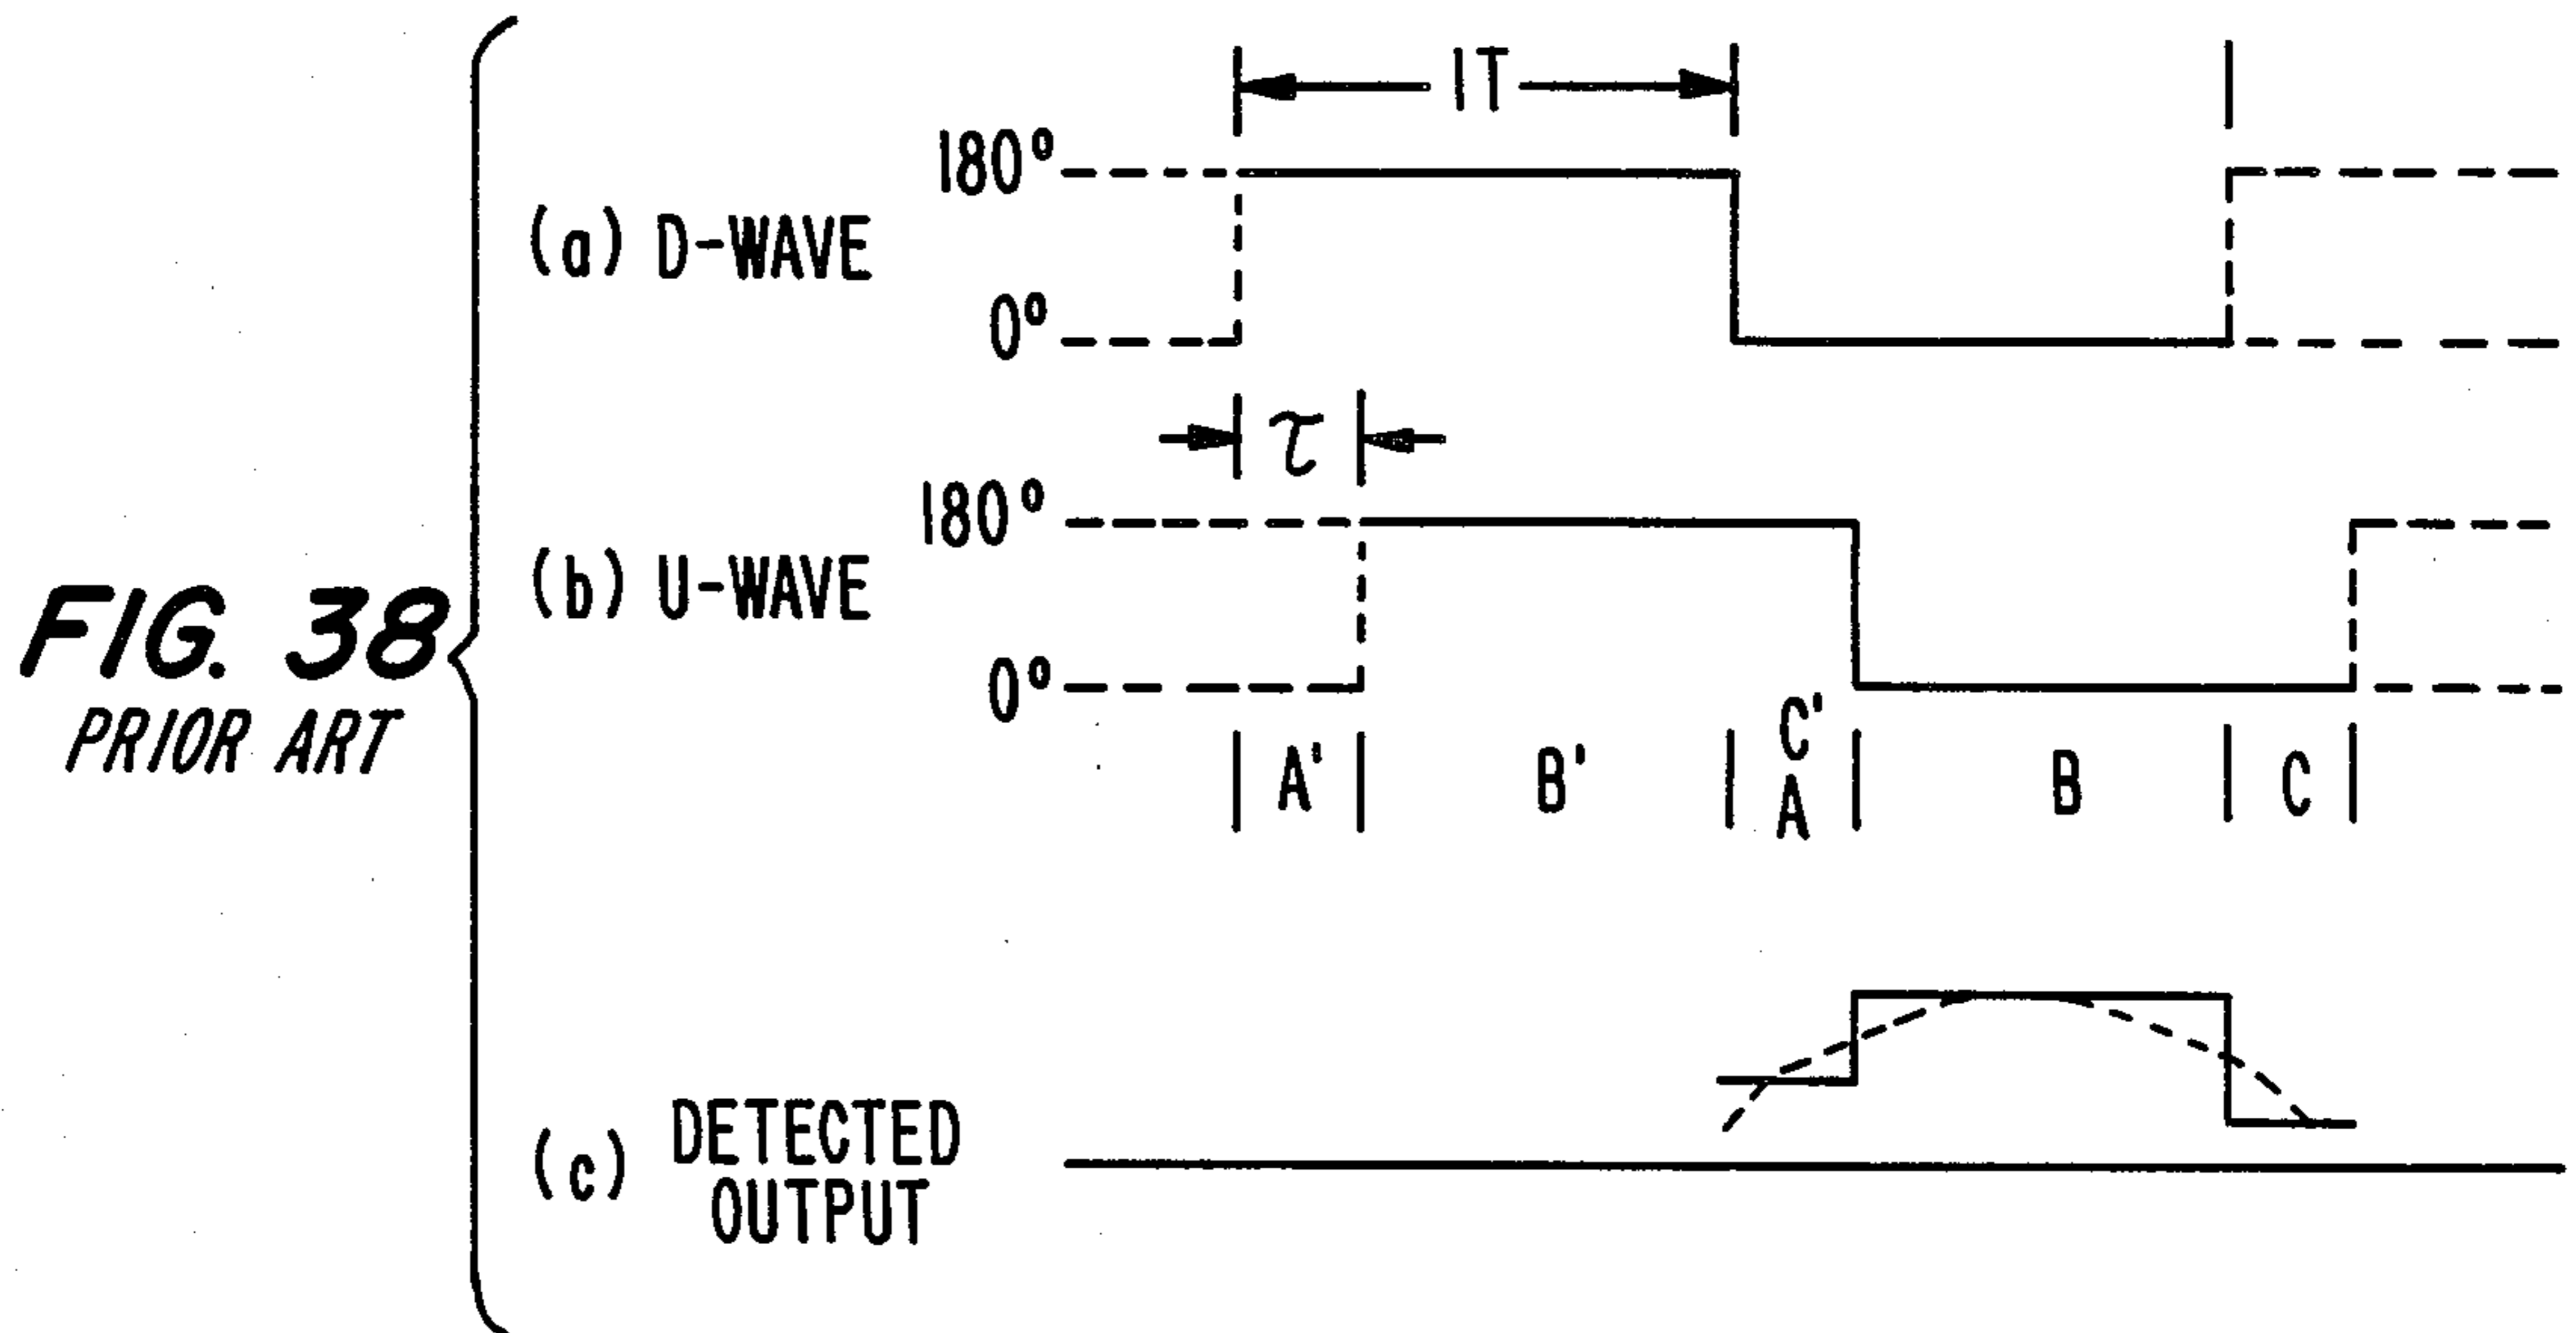 1T
180°
(a) D-WAVE
0°
τ
180°
(b) U-WAVE
0°
FIG. 38
PRIOR ART
A'
B'
C'
A
B
C
(c) DETECTED
OUTPUT